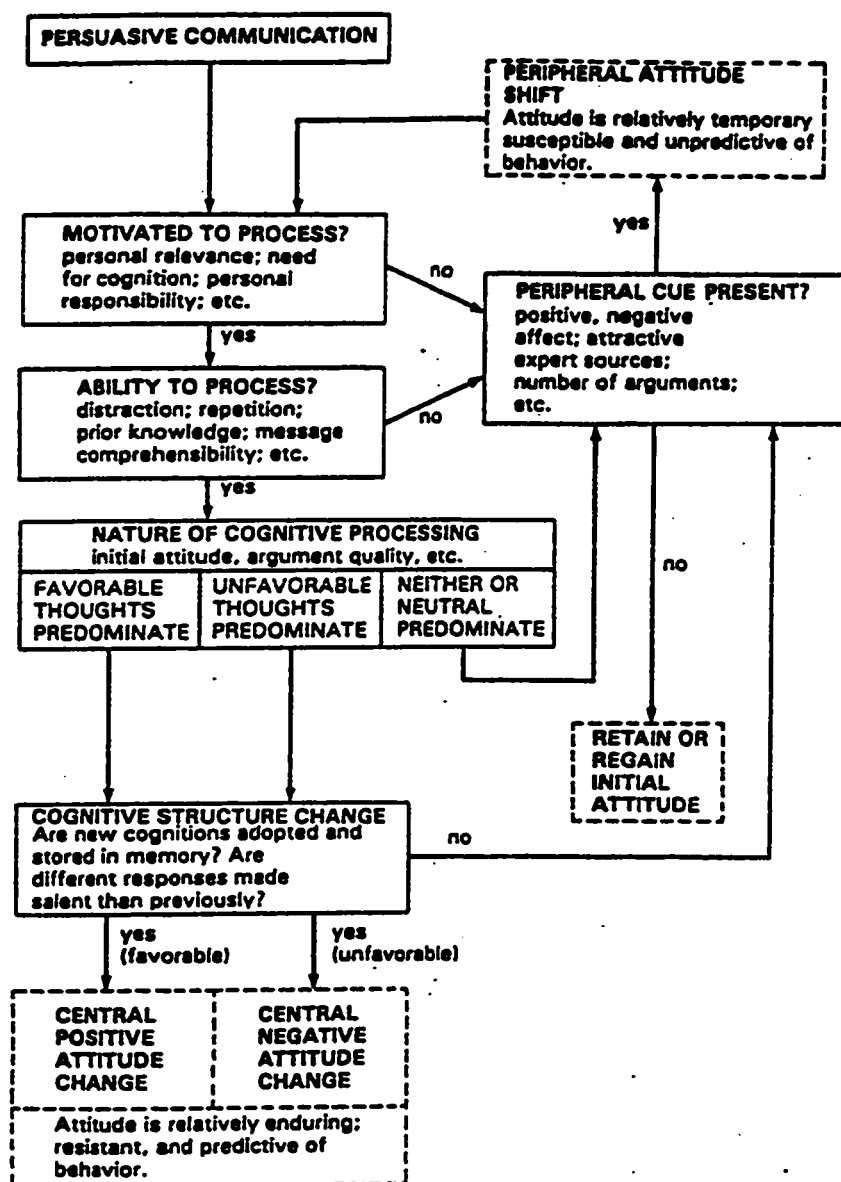 PERSUASIVE COMMUNICATION
PERIPHERAL ATTITUDE
SHIFT
Attitude is relatively temporary
susceptible and unpredictive of
behavior.
yes
MOTIVATED TO PROCESS?
personal relevance; need
for cognition; personal
responsibility; etc.
no
yes
PERIPHERAL CUE PRESENT?
positive, negative
affect; attractive
expert sources;
number of arguments;
etc.
ABILITY TO PROCESS?
distraction; repetition;
prior knowledge; message
comprehensibility; etc.
no
yes
NATURE OF COGNITIVE PROCESSING
initial attitude, argument quality, etc.
FAVORABLE
THOUGHTS
PREDOMINATE
UNFAVORABLE
THOUGHTS
PREDOMINATE
NEITHER OR
NEUTRAL
PREDOMINATE
no
RETAIN OR
REGAIN
INITIAL
ATTITUDE
COGNITIVE STRUCTURE CHANGE
Are new cognitions adopted and
stored in memory? Are
different responses made
salent than previously?
no
yes
(favorable)
yes
(unfavorable)
CENTRAL
POSITIVE
ATTITUDE
CHANGE
CENTRAL
NEGATIVE
ATTITUDE
CHANGE
Attitude is relatively enduring;
resistant, and predictive of
behavior.